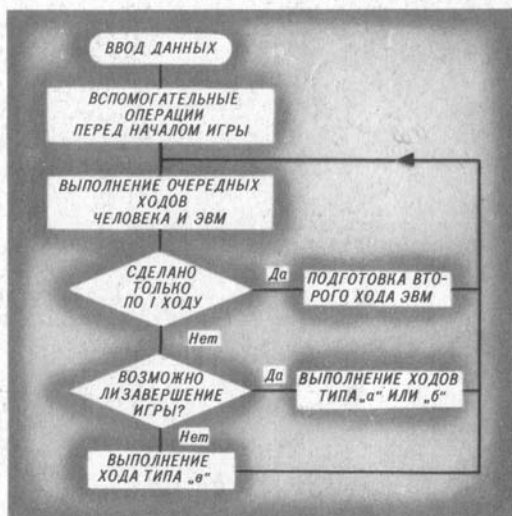 ВВОД ДАННЫХ
ВСПОМОГАТЕЛЬНЫЕ
ОПЕРАЦИИ
ПЕРЕД НАЧАЛОМ ИГРЫ
ВЫПОЛНЕНИЕ ОЧЕРЕДНЫХ
ХОДОВ
ЧЕЛОВЕКА И ЭВМ
СДЕЛАНО
ТОЛЬКО
ПО 1 ХОДУ
Да
ПОДГОТОВКА ВТО-
РОГО ХОДА ЭВМ
Нет
ВОЗМОЖНО
ЛИ ЗАВЕРШЕНИЕ
ИГРЫ?
Да
ВЫПОЛНЕНИЕ ХОДОВ
ТИПА „а" ИЛИ „б"
Нет
ВЫПОЛНЕНИЕ
ХОДА ТИПА „в"